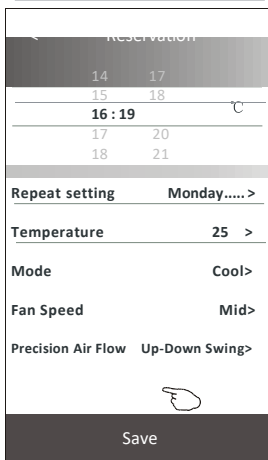 < Reservation
14 17
15 18
16 : 19 ℃
17 20
18 21
Repeat setting Monday.....>
Temperature 25 >
Mode Cool>
Fan Speed Mid>
Precision Air Flow Up-Down Swing>
Save